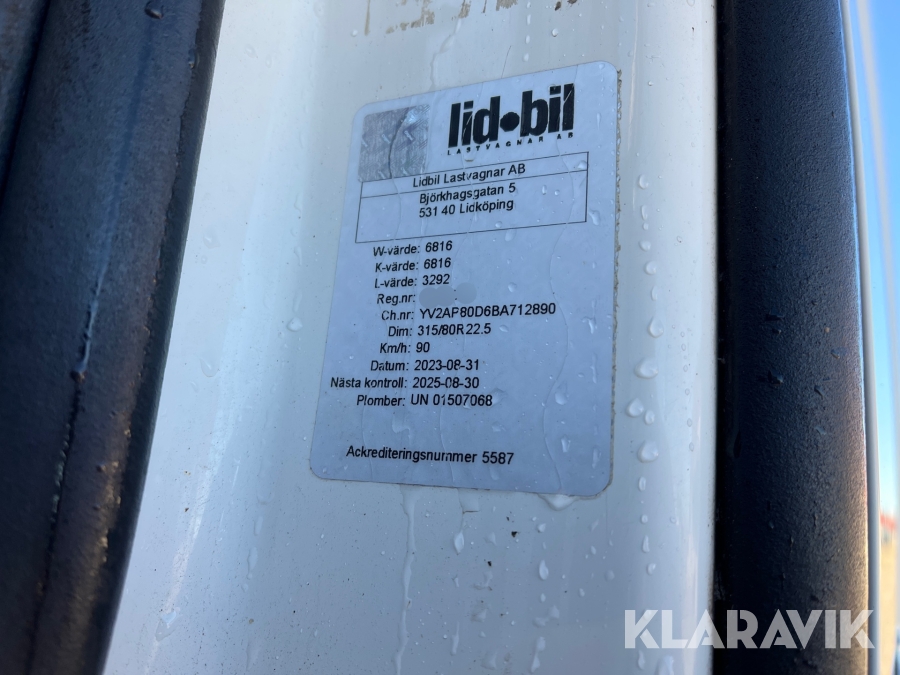 lid•bil
LASTVAGNAR AB
Lidbil Lastvagnar AB
Björkhagsgatan 5
531 40 Lidköping
W-värde: 6816
K-värde: 6816
L-värde: 3292
Reg.nr:
Ch.nr: YV2AP80D6BA712890
Dim: 315/80R22.5
Km/h: 90
Datum: 2023-08-31
Nästa kontroll: 2025-08-30
Plomber: UN 01507068
Ackrediteringsnummer 5587
KLARAVIK